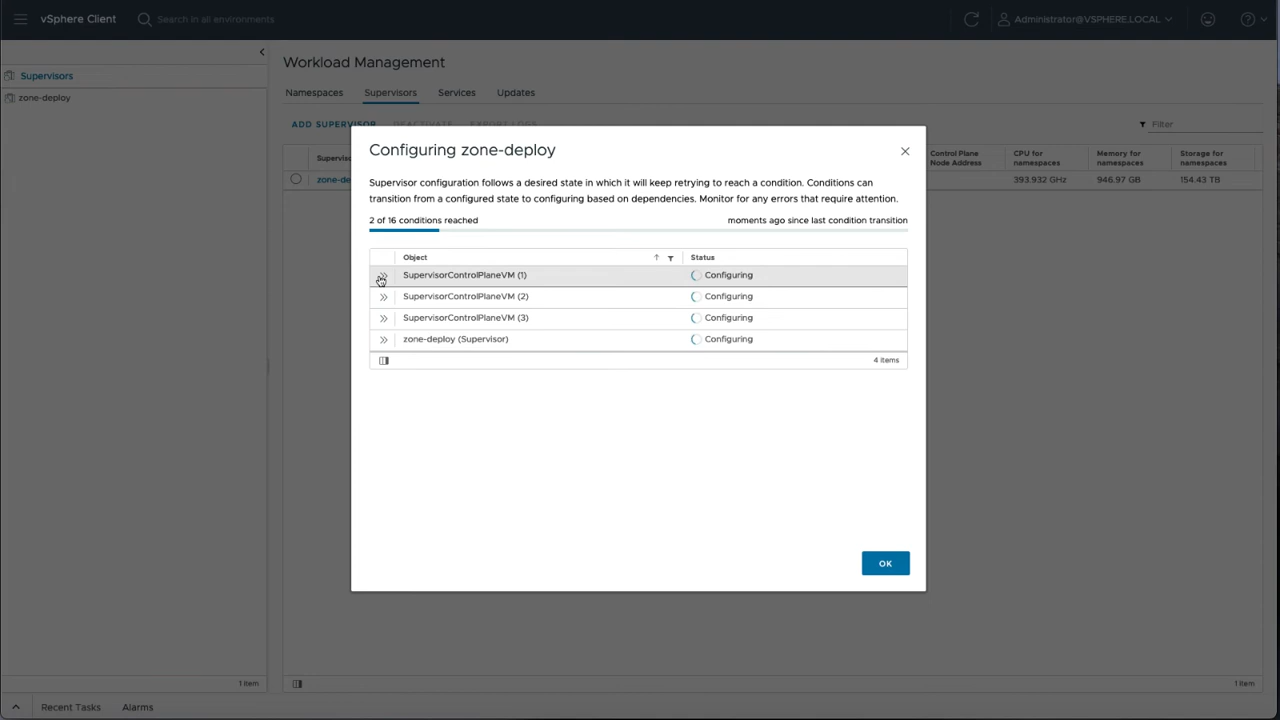 vSphere Client
Search in all environments
Administrator@VSPHERE.LOCAL
Supervisors
zone-deploy
1 item
Workload Management
Namespaces
Supervisors
Services
Updates
ADD SUPERVISOR
DEACTIVATE
EXPORT LOGS
Filter
Control Plane
Node Address
CPU for
namespaces
Memory for
namespaces
Storage for
namespaces
393.932 GHz
946.97 GB
154.43 TB
Configuring zone-deploy
Supervisor configuration follows a desired state in which it will keep retrying to reach a condition. Conditions can
transition from a configured state to configuring based on dependencies. Monitor for any errors that require attention.
2 of 16 conditions reached
moments ago since last condition transition
Object
Status
SupervisorControlPlaneVM (1)
Configuring
SupervisorControlPlaneVM (2)
Configuring
SupervisorControlPlaneVM (3)
Configuring
zone-deploy (Supervisor)
Configuring
4 items
OK
1 item
Recent Tasks
Alarms